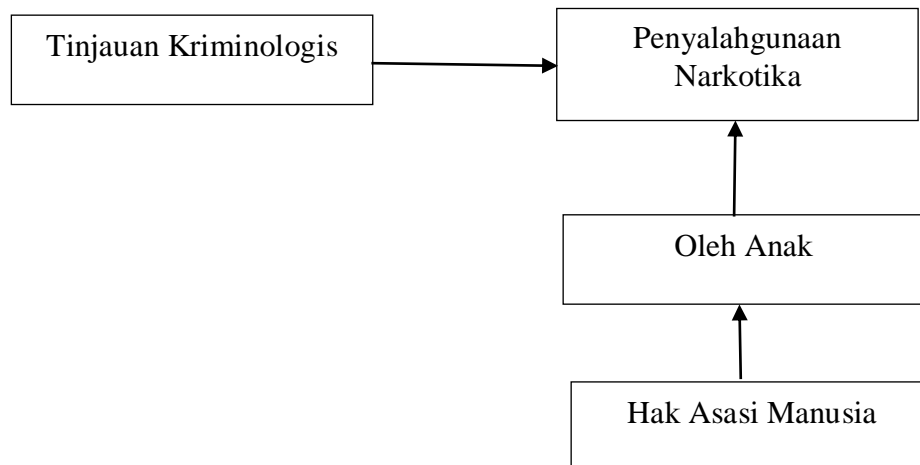 Tinjauan Kriminologis
Penyalahgunaan
Narkotika
Oleh Anak
Hak Asasi Manusia